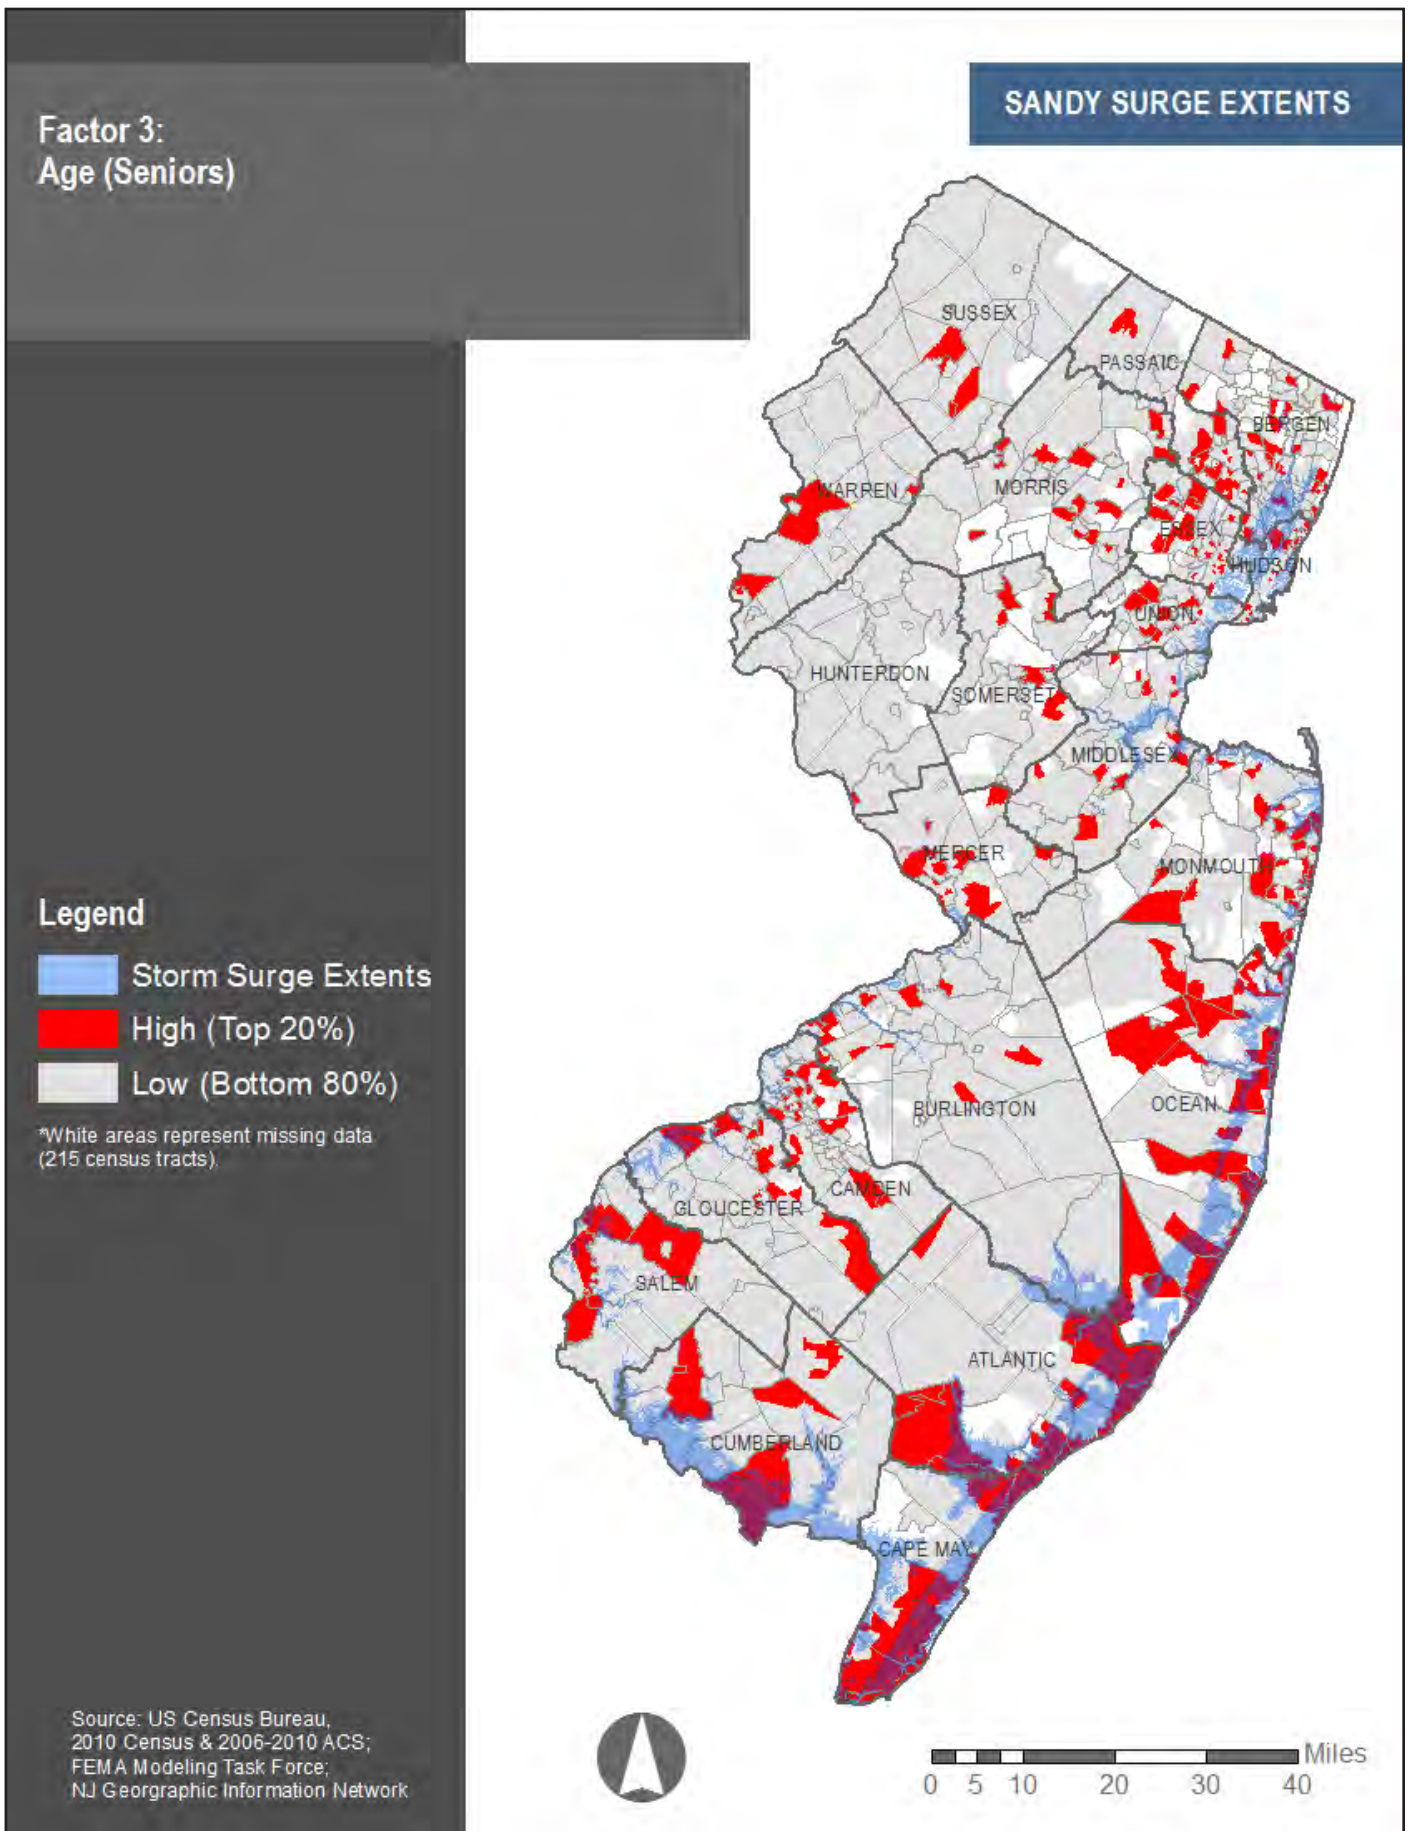 Factor 3:
Age (Seniors)
SANDY SURGE EXTENTS
SUSSEX
PASSAIC
BERGEN
WARREN
MORRIS
ESSEX
HUDSON
UNION
HUNTERDON
SOMERSET
MIDDLESEX
MERCER
MONMOUTH
OCEAN
BURLINGTON
CAMDEN
GLOUCESTER
SALEM
ATLANTIC
CUMBERLAND
CAPE MAY
Legend
Storm Surge Extents
High (Top 20%)
Low (Bottom 80%)
*White areas represent missing data
(215 census tracts).
Source: US Census Bureau,
2010 Census & 2006-2010 ACS;
FEMA Modeling Task Force;
NJ Georgraphic Information Network
Miles
0 5 10 20 30 40